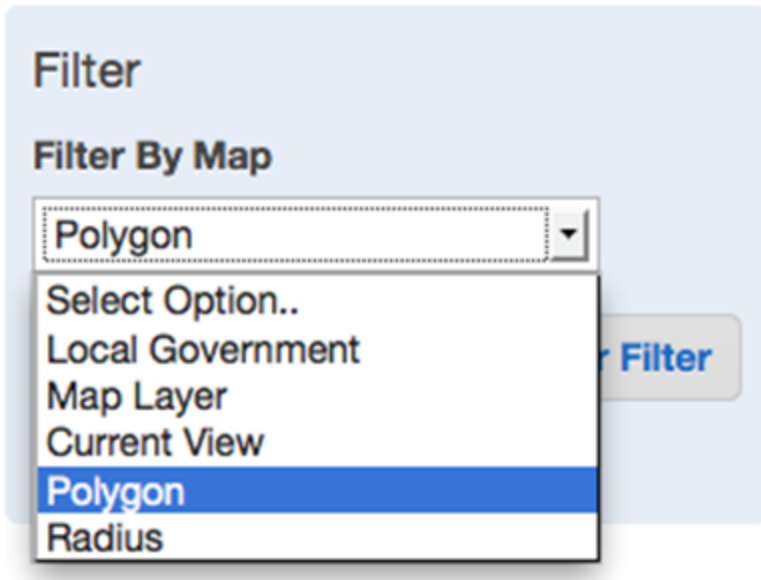 Filter
Filter By Map
Polygon
Select Option..
Local Government
Map Layer
Current View
Polygon
Radius
Filter